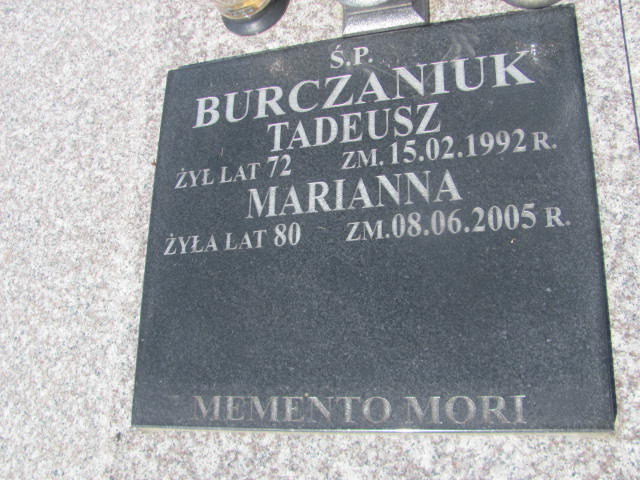 Ś.P.
BURCZANIUK
TADEUSZ
ŻYŁ LAT 72 ZM. 15.02.1992 R.
MARIANNA
ŻYŁA LAT 80 ZM. 08.06.2005 R.
MEMENTO MORI